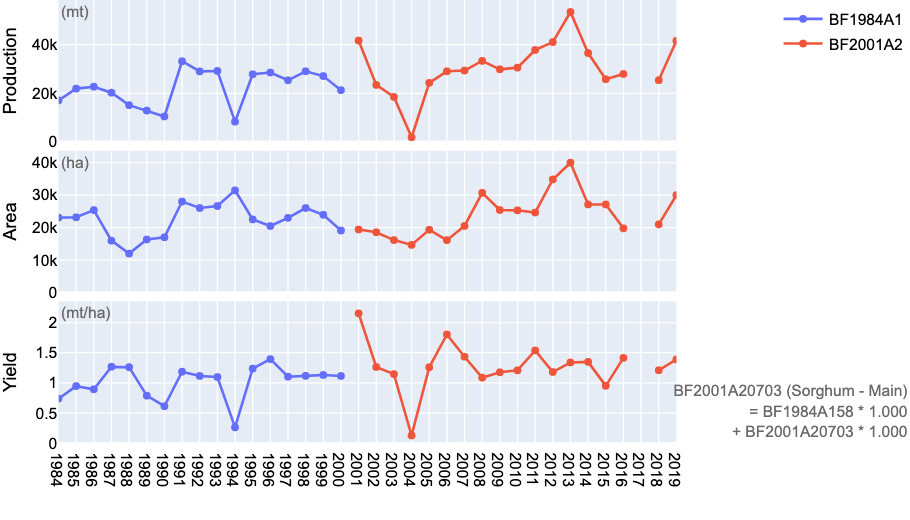 (mt)
Production
40k
20k
0
BF1984A1
BF2001A2
(ha)
Area
40k
30k
20k
10k
0
(mt/ha)
Yield
2
1.5
1
0.5
0
BF2001A20703 (Sorghum - Main)
= BF1984A158 * 1.000
+ BF2001A20703 * 1.000
1984
1985
1986
1987
1988
1989
1990
1991
1992
1993
1994
1995
1996
1997
1998
1999
2000
2001
2002
2003
2004
2005
2006
2007
2008
2009
2010
2011
2012
2013
2014
2015
2016
2017
2018
2019